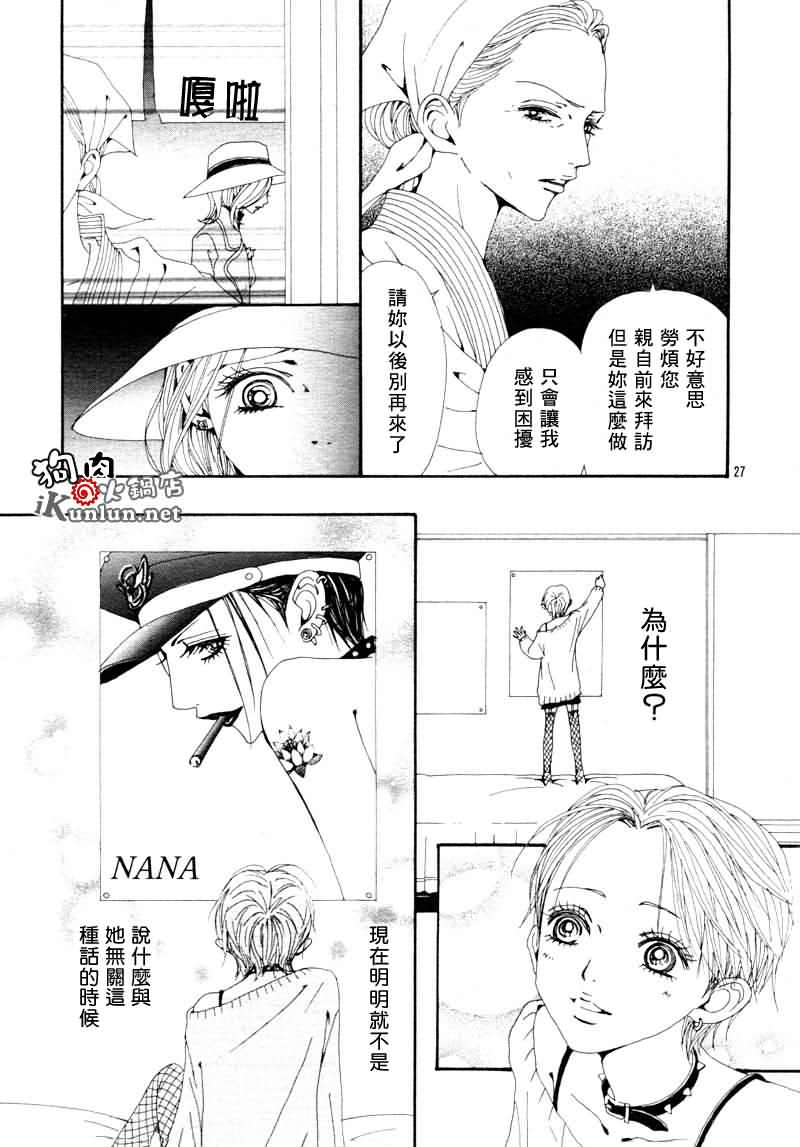 不好意思
勞煩您
親自前來拜訪
但是妳這麼做
只會讓我
感到困擾
請妳以後別再來了
嘎啦
27
狗肉
火鍋店
iKunlun.net
為什麼?
NANA
現在明明就不是
說什麼與
她無關這
種話的時候